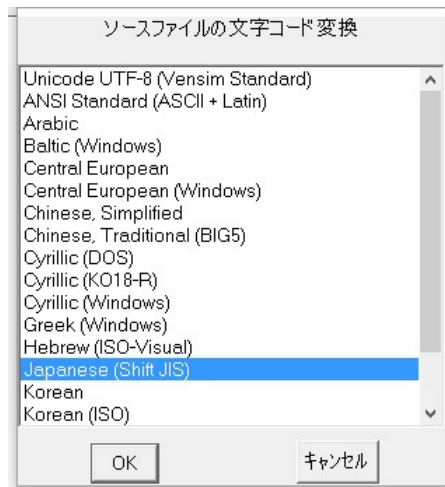 ソースファイルの文字コード変換
Unicode UTF-8 (Vensim Standard)
ANSI Standard (ASCII + Latin)
Arabic
Baltic (Windows)
Central European
Central European (Windows)
Chinese, Simplified
Chinese, Traditional (BIG5)
Cyrillic (DOS)
Cyrillic (KO18-R)
Cyrillic (Windows)
Greek (Windows)
Hebrew (ISO-Visual)
Japanese (Shift JIS)
Korean
Korean (ISO)
OK
キャンセル